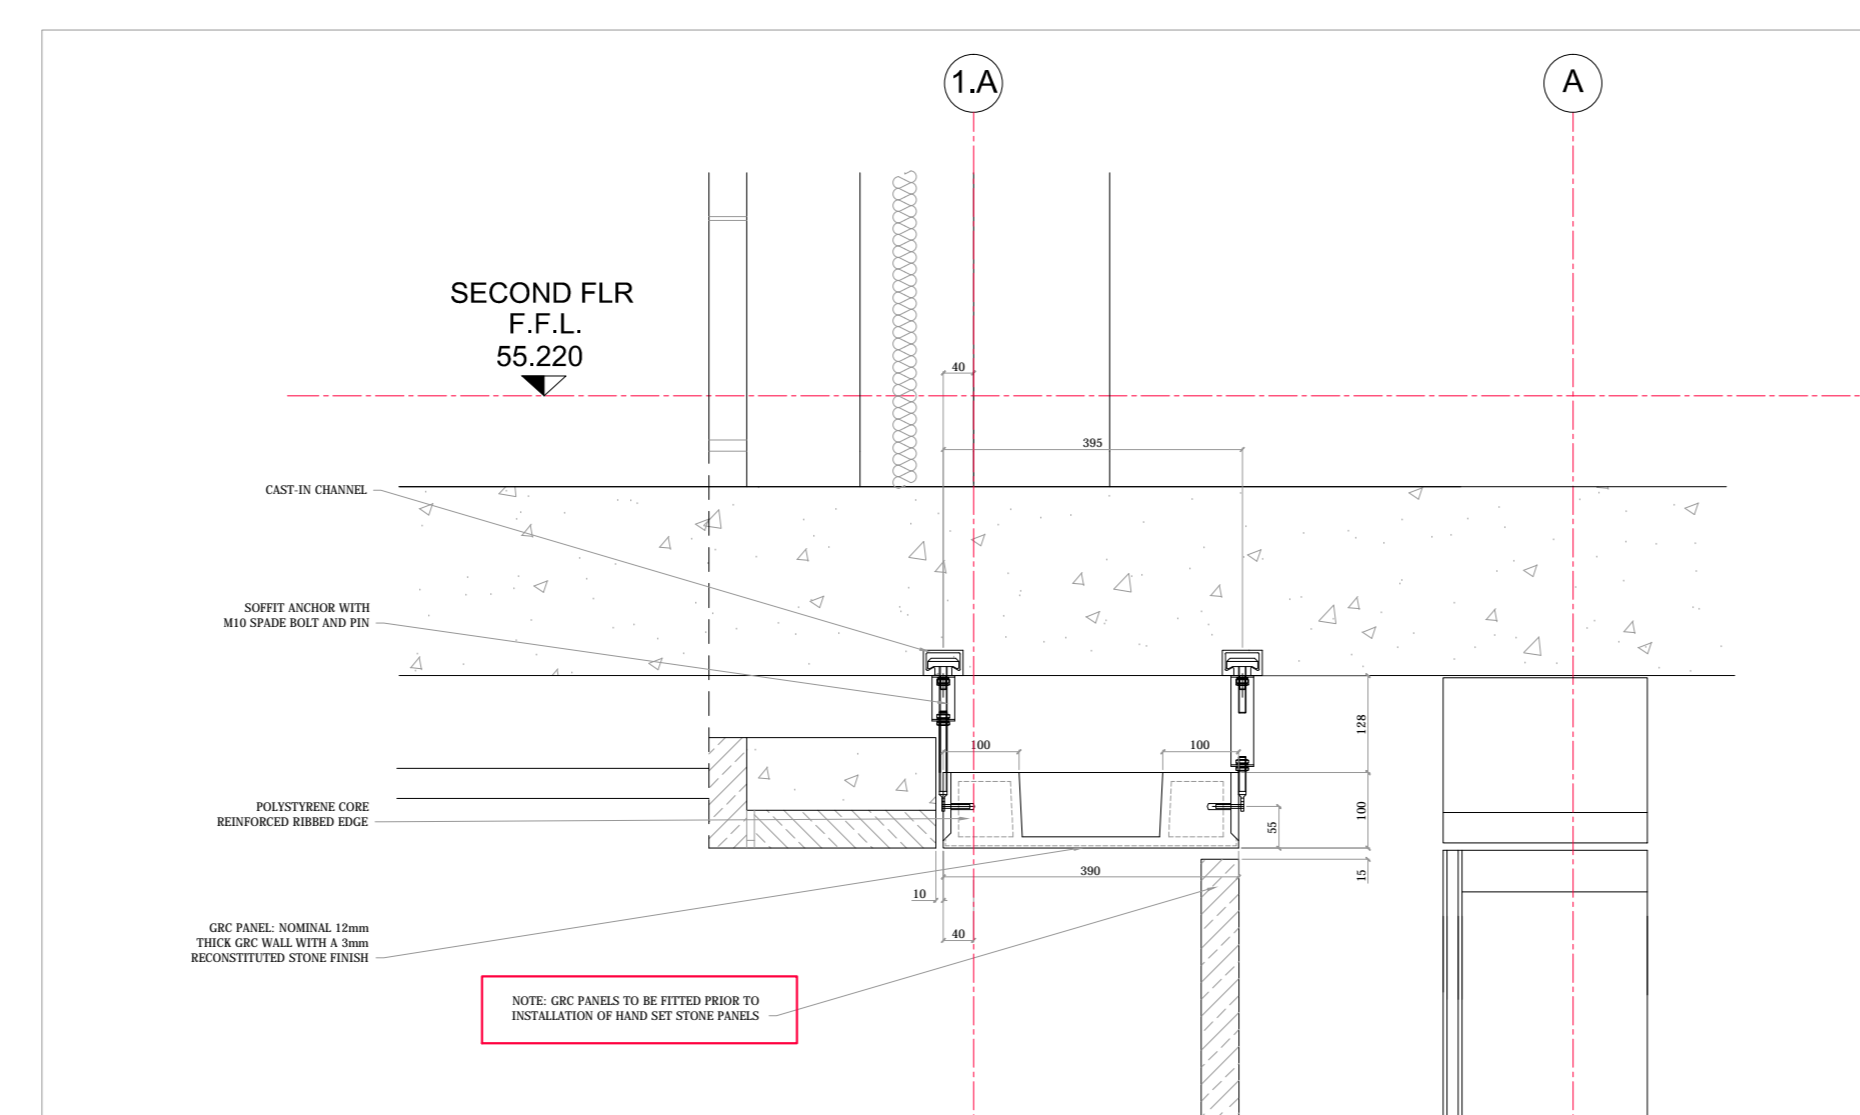 1.A
A
SECOND FLR
F.F.L.
55.220
40
395
CAST-IN CHANNEL
SOFFIT ANCHOR WITH
M10 SPADE BOLT AND PIN
128
100
100
POLYSTYRENE CORE
REINFORCED RIBBED EDGE
100
55
390
15
10
GRC PANEL: NOMINAL 12mm
THICK GRC WALL WITH A 3mm
RECONSTITUTED STONE FINISH
40
NOTE: GRC PANELS TO BE FITTED PRIOR TO
INSTALLATION OF HAND SET STONE PANELS